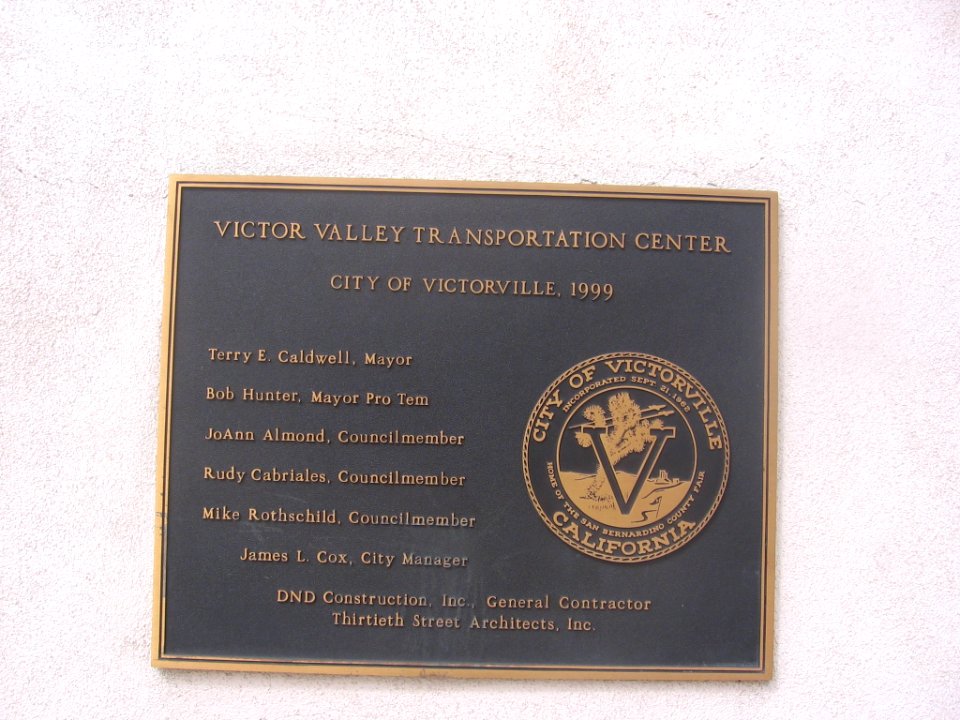 VICTOR VALLEY TRANSPORTATION CENTER
CITY OF VICTORVILLE, 1999
Terry E. Caldwell, Mayor
Bob Hunter, Mayor Pro Tem
JoAnn Almond, Councilmember
Rudy Cabriales, Councilmember
Mike Rothschild, Councilmember
James L. Cox, City Manager
DND Construction, Inc., General Contractor
Thirtieth Street Architects, Inc.
CITY OF VICTORVILLE
INCORPORATED SEPT. 21, 1962
V
HOME OF THE SAN BERNARDINO COUNTY FAIR
CALIFORNIA